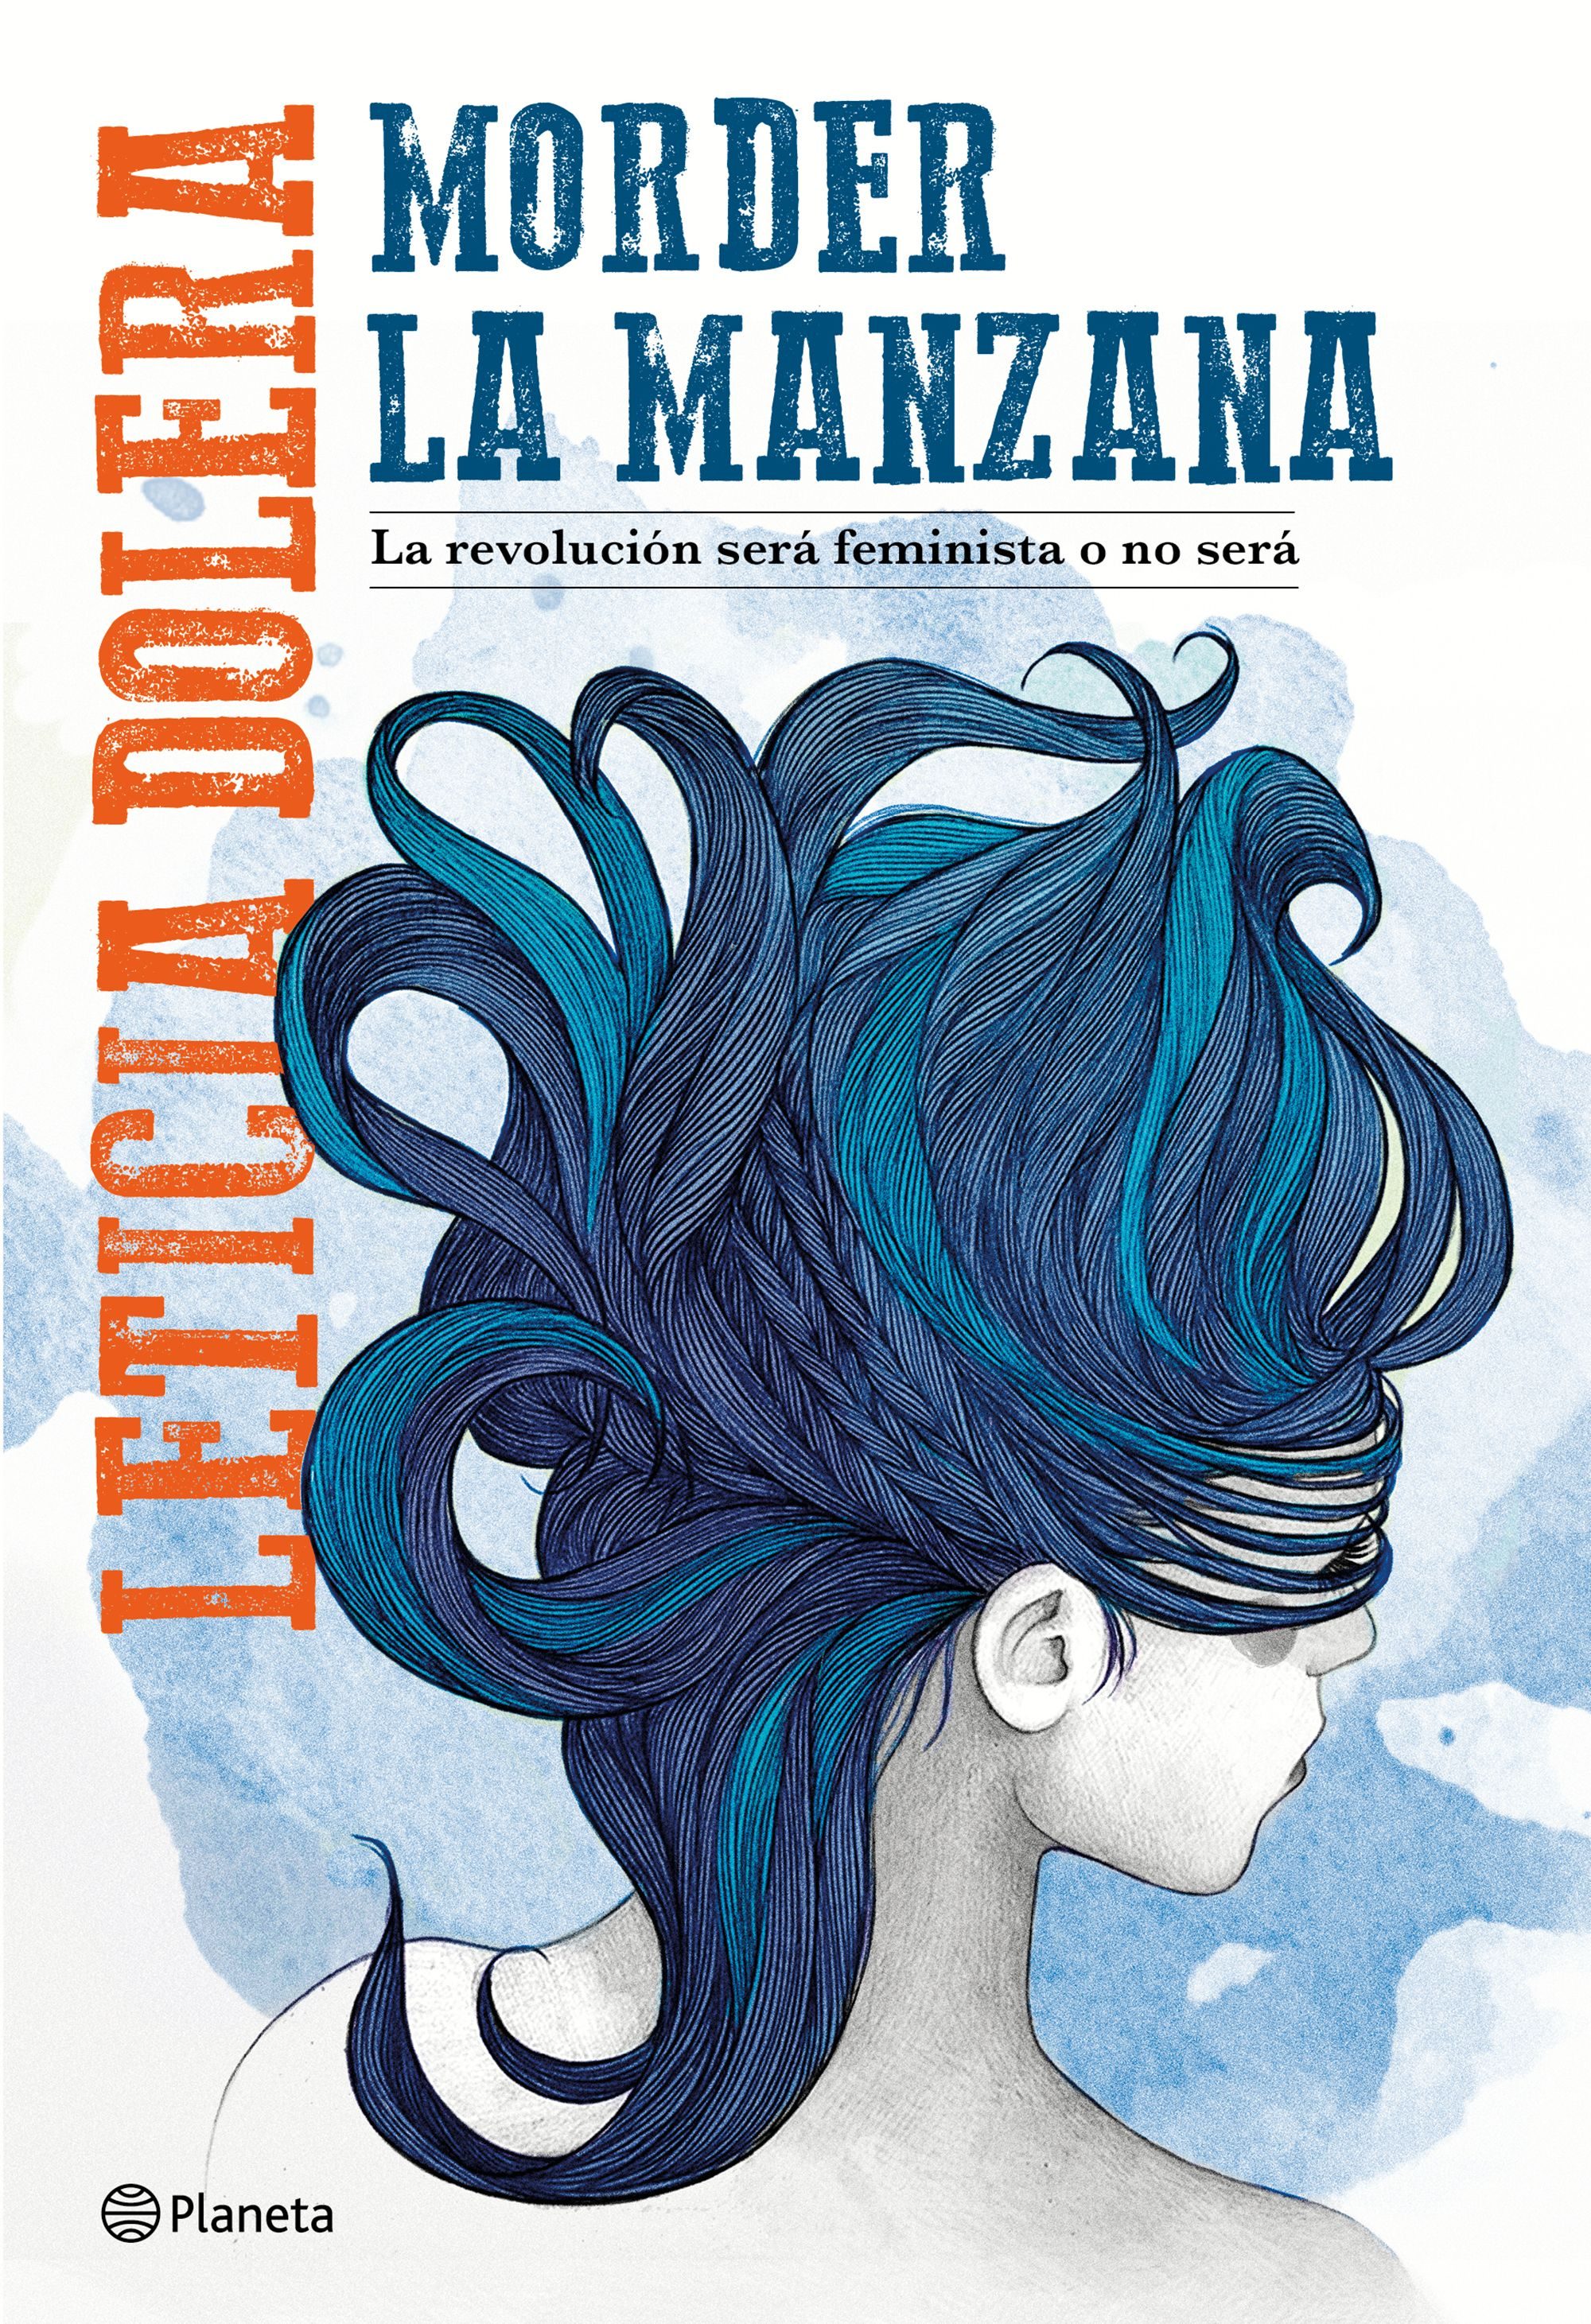 LETICIA DOLERA
MORDER
LA MANZANA
La revolución será feminista o no será
Planeta